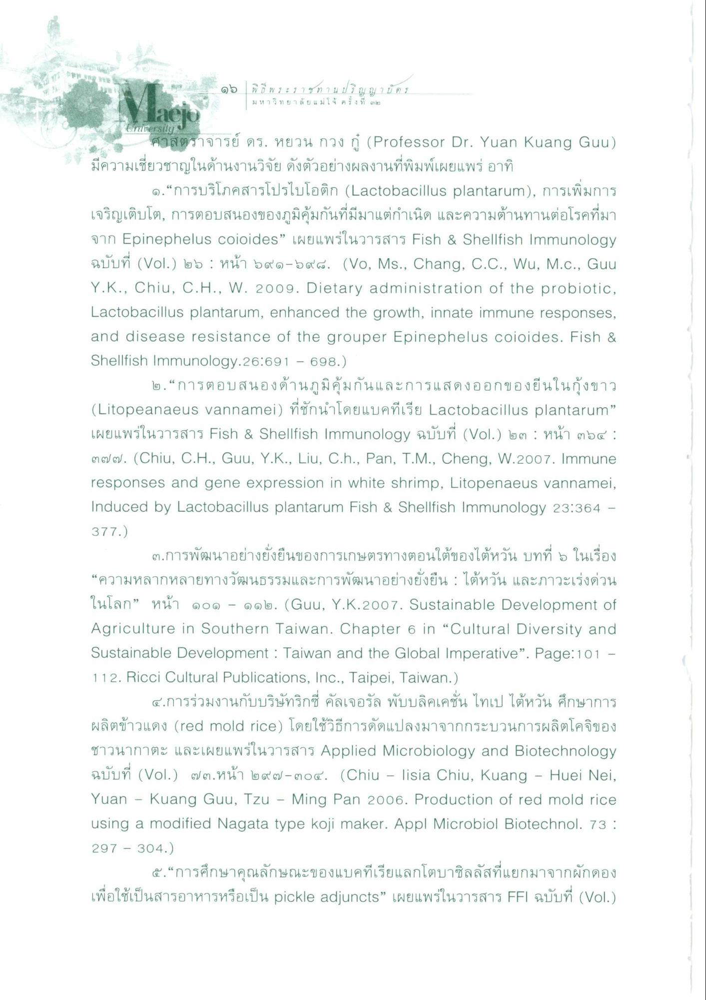 ๑๖
พิธีพระราชทานปริญญาบัตร
มหาวิทยาลัยแม่โจ้ ครั้งที่ ๓๒
Maejo
University
ศาสตราจารย์ ดร. หยวน กวง กู๋ (Professor Dr. Yuan Kuang Guu)
มีความเชี่ยวชาญในด้านงานวิจัย ดังตัวอย่างผลงานที่พิมพ์เผยแพร่ อาทิ
๑.“การบริโภคสารโปรไบโอติก (Lactobacillus plantarum), การเพิ่มการ
เจริญเติบโต, การตอบสนองของภูมิคุ้มกันที่มีมาแต่กำเนิด และความต้านทานต่อโรคที่มา
จาก Epinephelus coioides” เผยแพร่ในวารสาร Fish & Shellfish Immunology
ฉบับที่ (Vol.) ๒๖ : หน้า ๖๙๑-๖๙๘. (Vo, Ms., Chang, C.C., Wu, M.c., Guu
Y.K., Chiu, C.H., W. 2009. Dietary administration of the probiotic,
Lactobacillus plantarum, enhanced the growth, innate immune responses,
and disease resistance of the grouper Epinephelus coioides. Fish &
Shellfish Immunology.26:691 – 698.)
๒.“การตอบสนองด้านภูมิคุ้มกันและการแสดงออกของยีนในกุ้งขาว
(Litopeanaeus vannamei) ที่ชักนำโดยแบคทีเรีย Lactobacillus plantarum”
เผยแพร่ในวารสาร Fish & Shellfish Immunology ฉบับที่ (Vol.) ๒๓ : หน้า ๓๖๔ :
๓๗๗. (Chiu, C.H., Guu, Y.K., Liu, C.h., Pan, T.M., Cheng, W.2007. Immune
responses and gene expression in white shrimp, Litopenaeus vannamei,
Induced by Lactobacillus plantarum Fish & Shellfish Immunology 23:364 –
377.)
๓.การพัฒนาอย่างยั่งยืนของการเกษตรทางตอนใต้ของไต้หวัน บทที่ ๖ ในเรื่อง
“ความหลากหลายทางวัฒนธรรมและการพัฒนาอย่างยั่งยืน : ไต้หวัน และภาวะเร่งด่วน
ในโลก” หน้า ๑๐๑ – ๑๑๒. (Guu, Y.K.2007. Sustainable Development of
Agriculture in Southern Taiwan. Chapter 6 in “Cultural Diversity and
Sustainable Development : Taiwan and the Global Imperative”. Page:101 –
112. Ricci Cultural Publications, Inc., Taipei, Taiwan.)
๔.การร่วมงานกับบริษัทริกซี่ คัลเจอรัล พับบลิคเคชั่น ไทเป ไต้หวัน ศึกษาการ
ผลิตข้าวแดง (red mold rice) โดยใช้วิธีการดัดแปลงมาจากกระบวนการผลิตโคจิของ
ชาวนากาตะ และเผยแพร่ในวารสาร Applied Microbiology and Biotechnology
ฉบับที่ (Vol.) ๗๓.หน้า ๒๙๗-๓๐๔. (Chiu – Iisia Chiu, Kuang – Huei Nei,
Yuan – Kuang Guu, Tzu – Ming Pan 2006. Production of red mold rice
using a modified Nagata type koji maker. Appl Microbiol Biotechnol. 73 :
297 – 304.)
๕.“การศึกษาคุณลักษณะของแบคทีเรียแลกโตบาซิลลัสที่แยกมาจากผักดอง
เพื่อใช้เป็นสารอาหารหรือเป็น pickle adjuncts” เผยแพร่ในวารสาร FFI ฉบับที่ (Vol.)